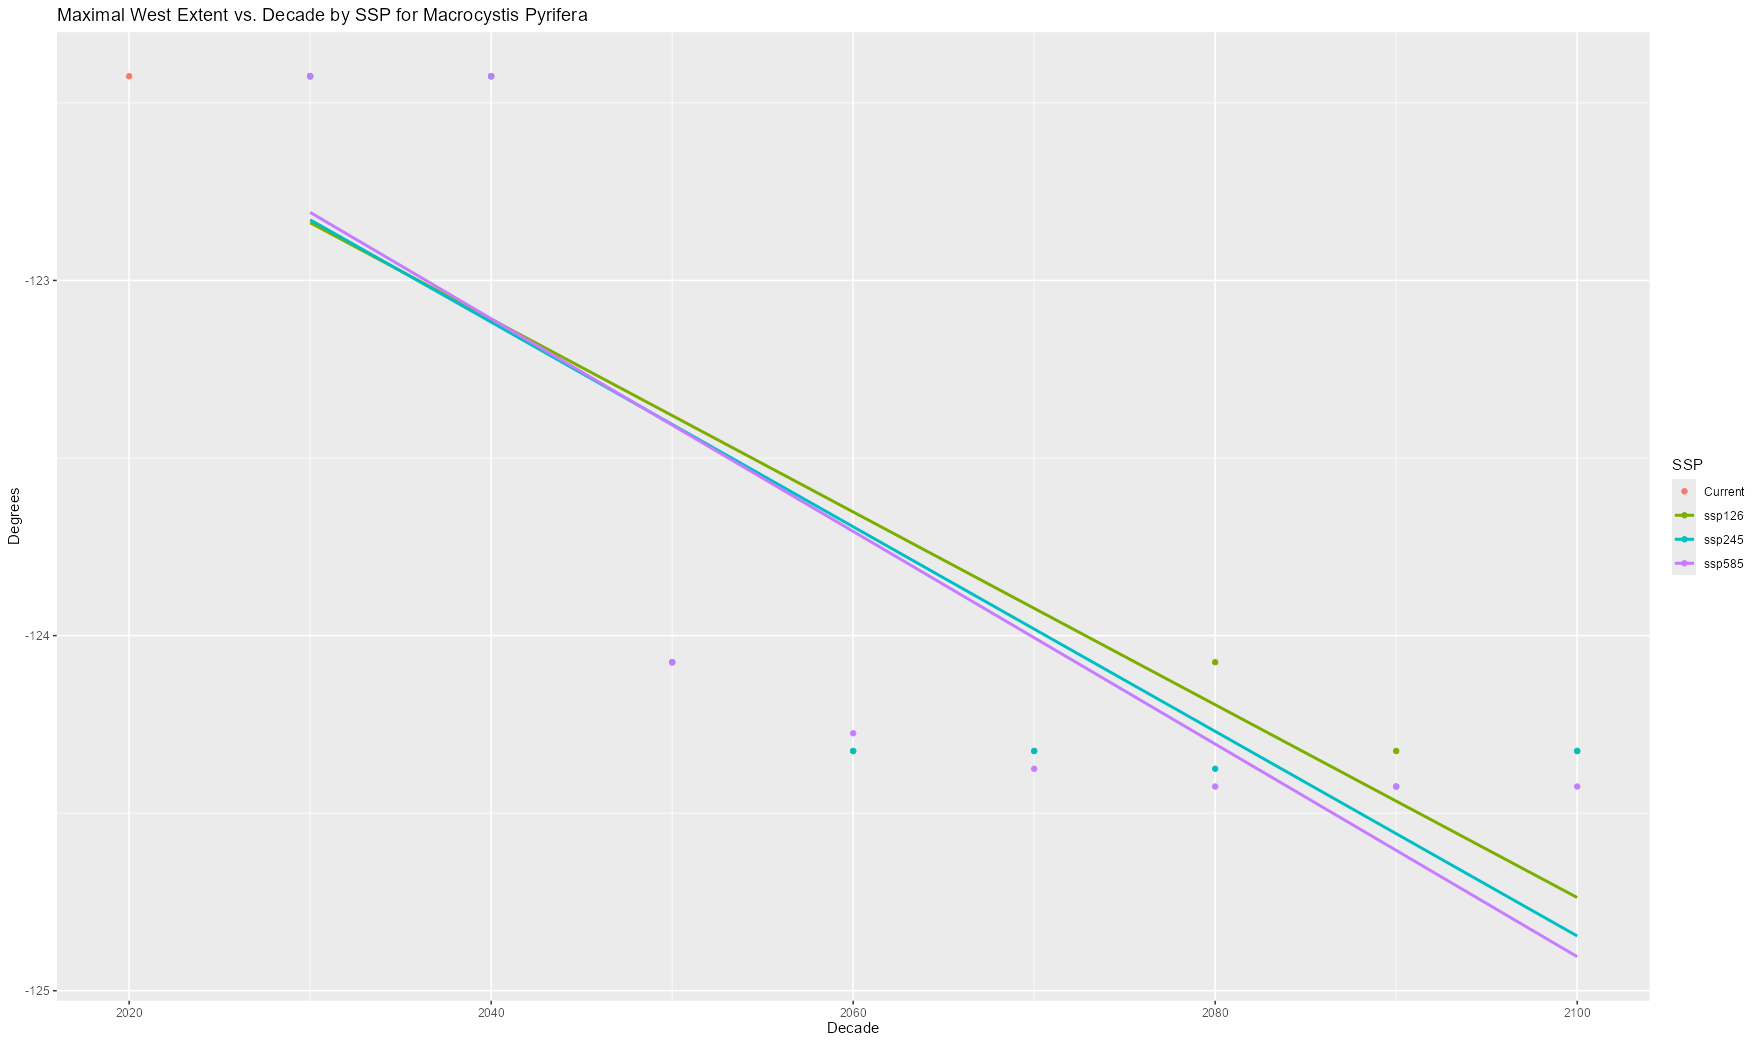 Maximal West Extent vs. Decade by SSP for Macrocystis Pyrifera
Degrees
-123
-124
-125
2020
2040
2060
2080
2100
Decade
SSP
Current
ssp126
ssp245
ssp585